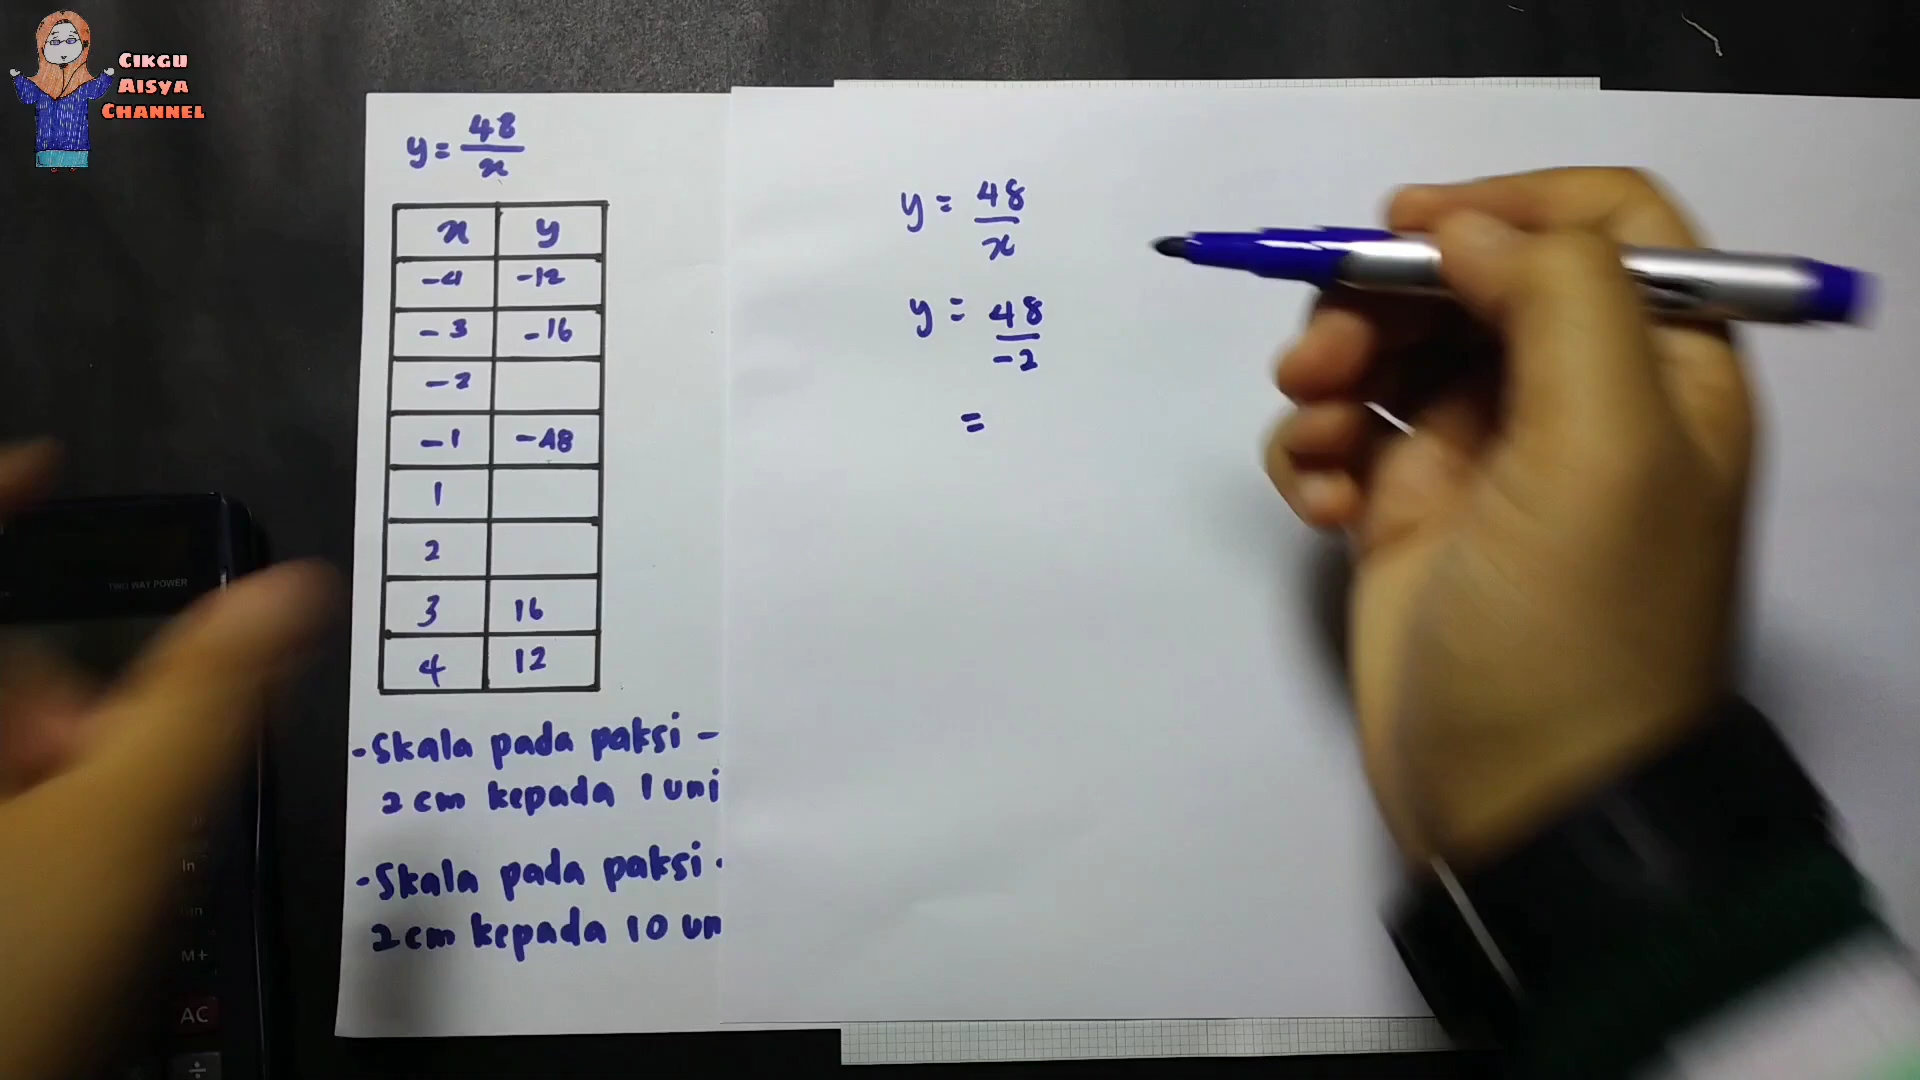 CIKGU
AISYA
CHANNEL
y = 48/x
x y
-4 -12
-3 -16
-2
-1 -48
1
2
3 16
4 12
- Skala pada paksi -
2 cm kepada 1 uni
- Skala pada paksi -
2 cm kepada 10 un
y = 48/x
y = 48/-2
=
TWO WAY POWER
ln
M+
AC
÷